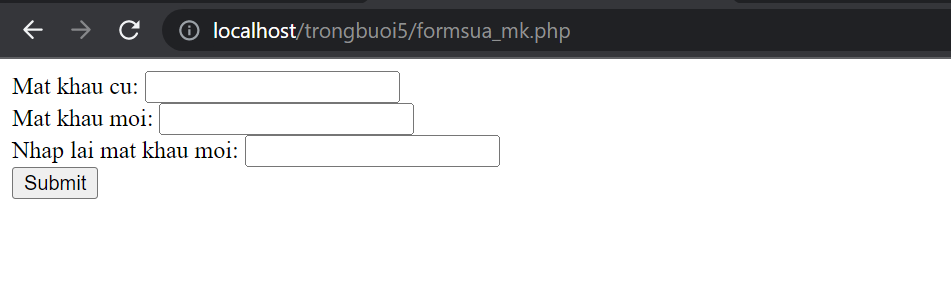 localhost/trongbuoi5/formsua_mk.php
Mat khau cu:
Mat khau moi:
Nhap lai mat khau moi:
Submit